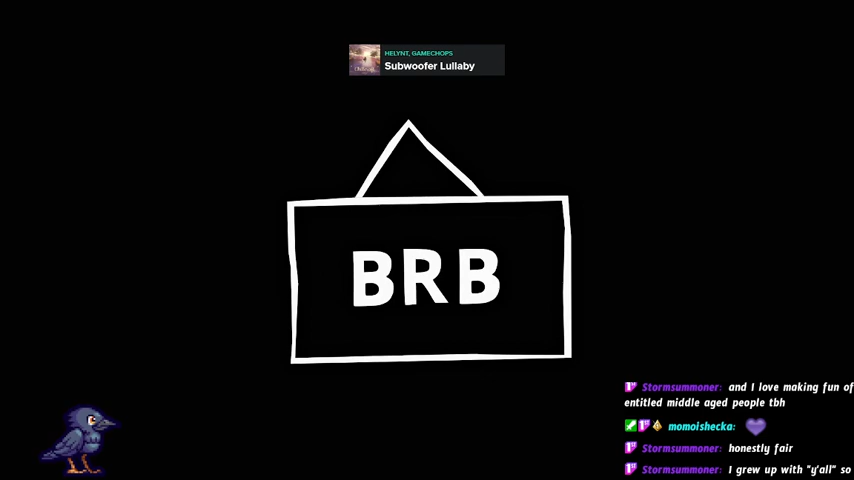 HELYNT, GAMECHOPS
Subwoofer Lullaby
BRB
Stormsummoner: and I love making fun of
entitled middle aged people tbh
momoishecka:
Stormsummoner: honestly fair
Stormsummoner: I grew up with "y'all" so